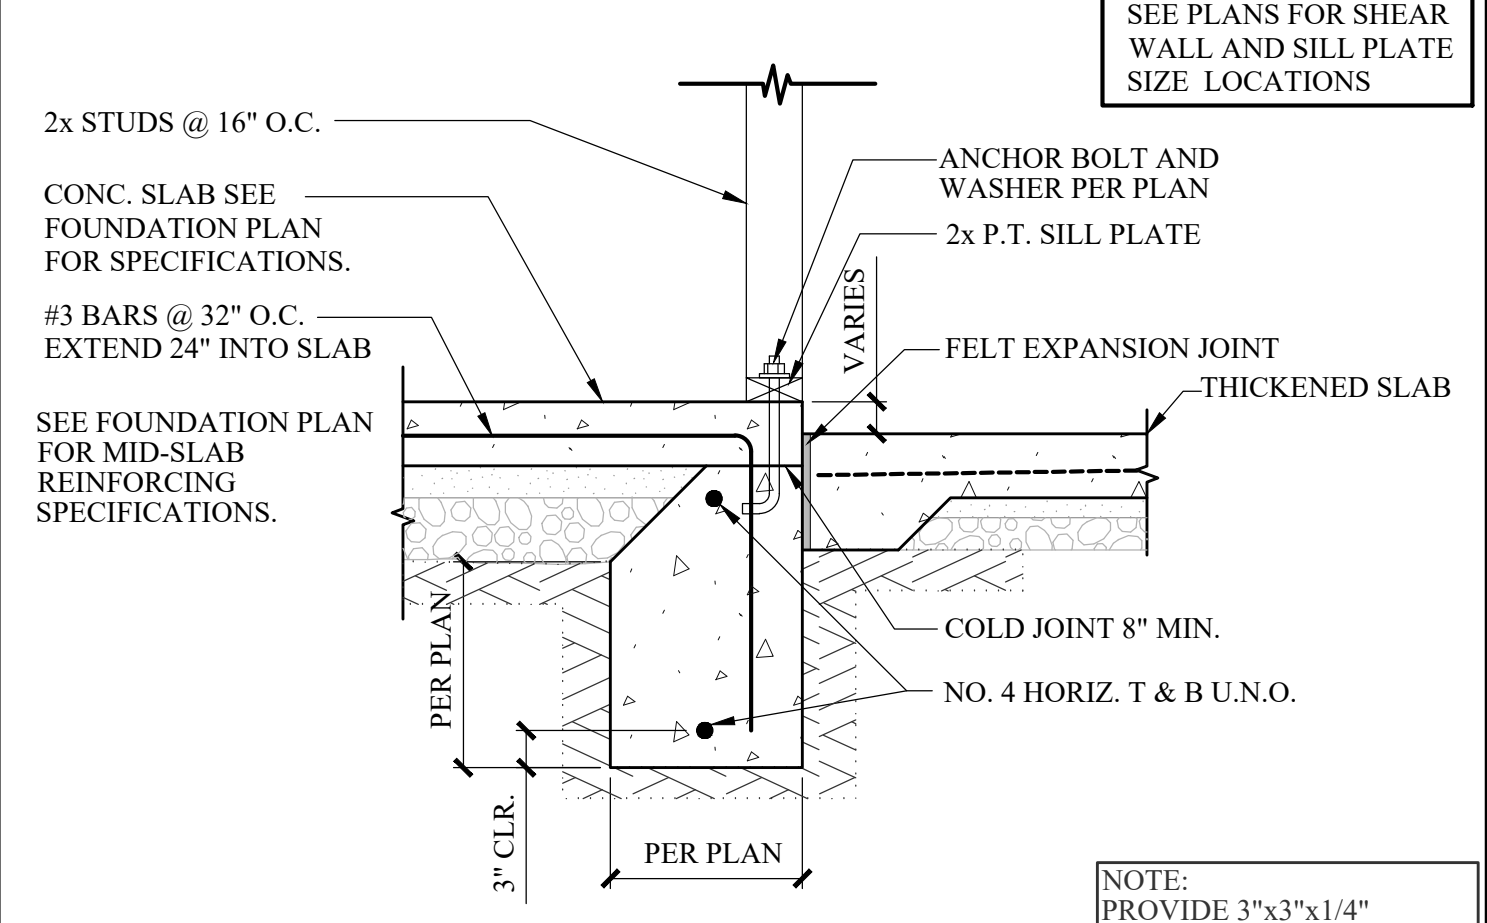 SEE PLANS FOR SHEAR
WALL AND SILL PLATE
SIZE LOCATIONS
2x STUDS @ 16" O.C.
CONC. SLAB SEE
FOUNDATION PLAN
FOR SPECIFICATIONS.
#3 BARS @ 32" O.C.
EXTEND 24" INTO SLAB
SEE FOUNDATION PLAN
FOR MID-SLAB
REINFORCING
SPECIFICATIONS.
ANCHOR BOLT AND
WASHER PER PLAN
2x P.T. SILL PLATE
VARIES
FELT EXPANSION JOINT
THICKENED SLAB
COLD JOINT 8" MIN.
NO. 4 HORIZ. T & B U.N.O.
PER PLAN
3" CLR.
PER PLAN
NOTE:
PROVIDE 3"x3"x1/4"